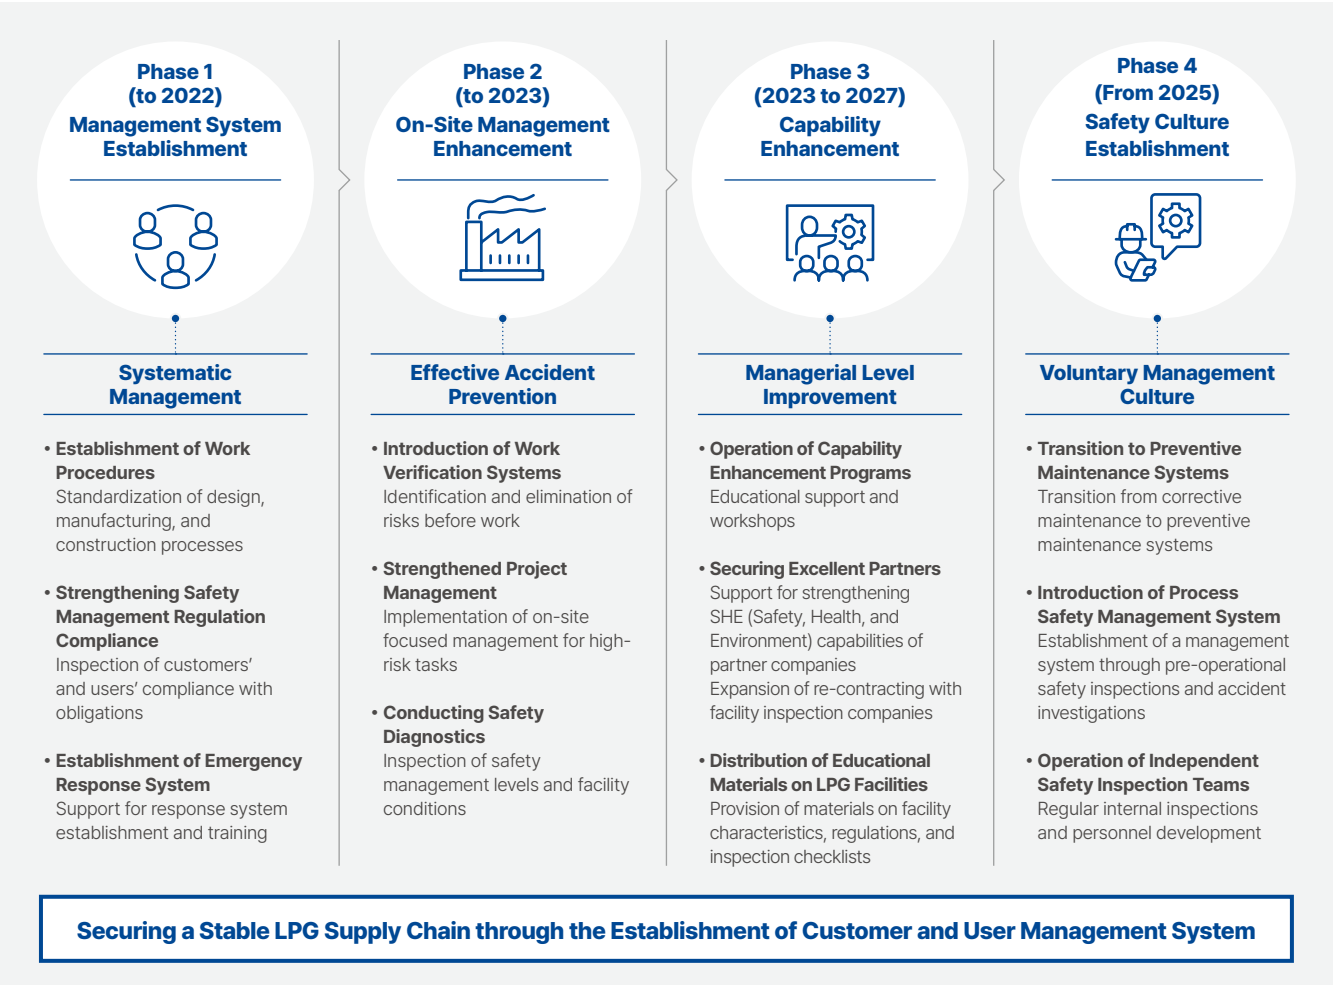 Phase 1
(to 2022)
Management System
Establishment
Systematic
Management
• Establishment of Work
Procedures
Standardization of design,
manufacturing, and
construction processes
• Strengthening Safety
Management Regulation
Compliance
Inspection of customers’
and users’ compliance with
obligations
• Establishment of Emergency
Response System
Support for response system
establishment and training
Phase 2
(to 2023)
On-Site Management
Enhancement
Effective Accident
Prevention
• Introduction of Work
Verification Systems
Identification and elimination of
risks before work
• Strengthened Project
Management
Implementation of on-site
focused management for high-
risk tasks
• Conducting Safety
Diagnostics
Inspection of safety
management levels and facility
conditions
Phase 3
(2023 to 2027)
Capability
Enhancement
Managerial Level
Improvement
• Operation of Capability
Enhancement Programs
Educational support and
workshops
• Securing Excellent Partners
Support for strengthening
SHE (Safety, Health, and
Environment) capabilities of
partner companies
Expansion of re-contracting with
facility inspection companies
• Distribution of Educational
Materials on LPG Facilities
Provision of materials on facility
characteristics, regulations, and
inspection checklists
Phase 4
(From 2025)
Safety Culture
Establishment
Voluntary Management
Culture
• Transition to Preventive
Maintenance Systems
Transition from corrective
maintenance to preventive
maintenance systems
• Introduction of Process
Safety Management System
Establishment of a management
system through pre-operational
safety inspections and accident
investigations
• Operation of Independent
Safety Inspection Teams
Regular internal inspections
and personnel development
Securing a Stable LPG Supply Chain through the Establishment of Customer and User Management System